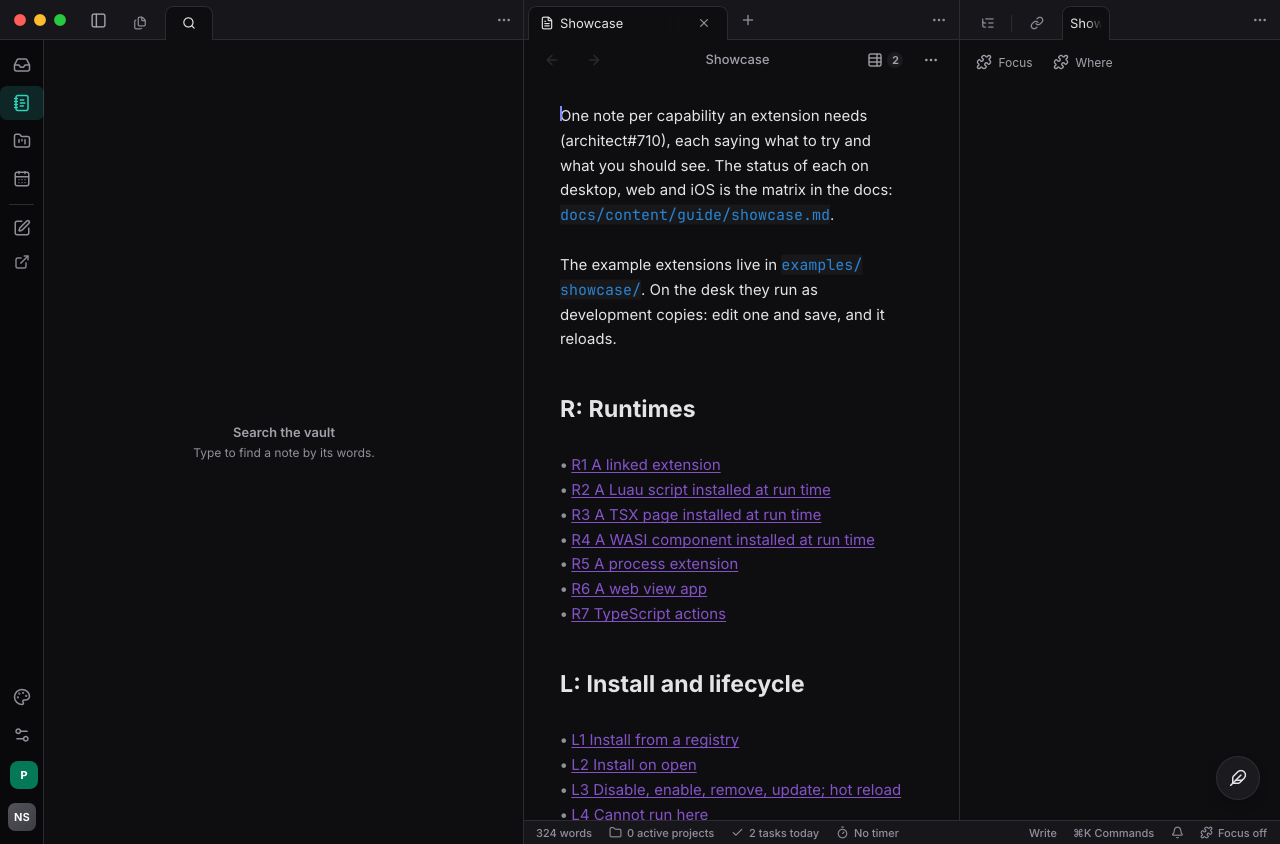 Showcase
Show
Showcase
2
Focus
Where
One note per capability an extension needs
(architect#710), each saying what to try and
what you should see. The status of each on
desktop, web and iOS is the matrix in the docs:
docs/content/guide/showcase.md.
The example extensions live in examples/
showcase/. On the desk they run as
development copies: edit one and save, and it
reloads.
R: Runtimes
• R1 A linked extension
• R2 A Luau script installed at run time
• R3 A TSX page installed at run time
• R4 A WASI component installed at run time
• R5 A process extension
• R6 A web view app
• R7 TypeScript actions
L: Install and lifecycle
• L1 Install from a registry
• L2 Install on open
• L3 Disable, enable, remove, update; hot reload
• L4 Cannot run here
Search the vault
Type to find a note by its words.
P
NS
324 words
0 active projects
2 tasks today
No timer
Write
⌘K Commands
Focus off